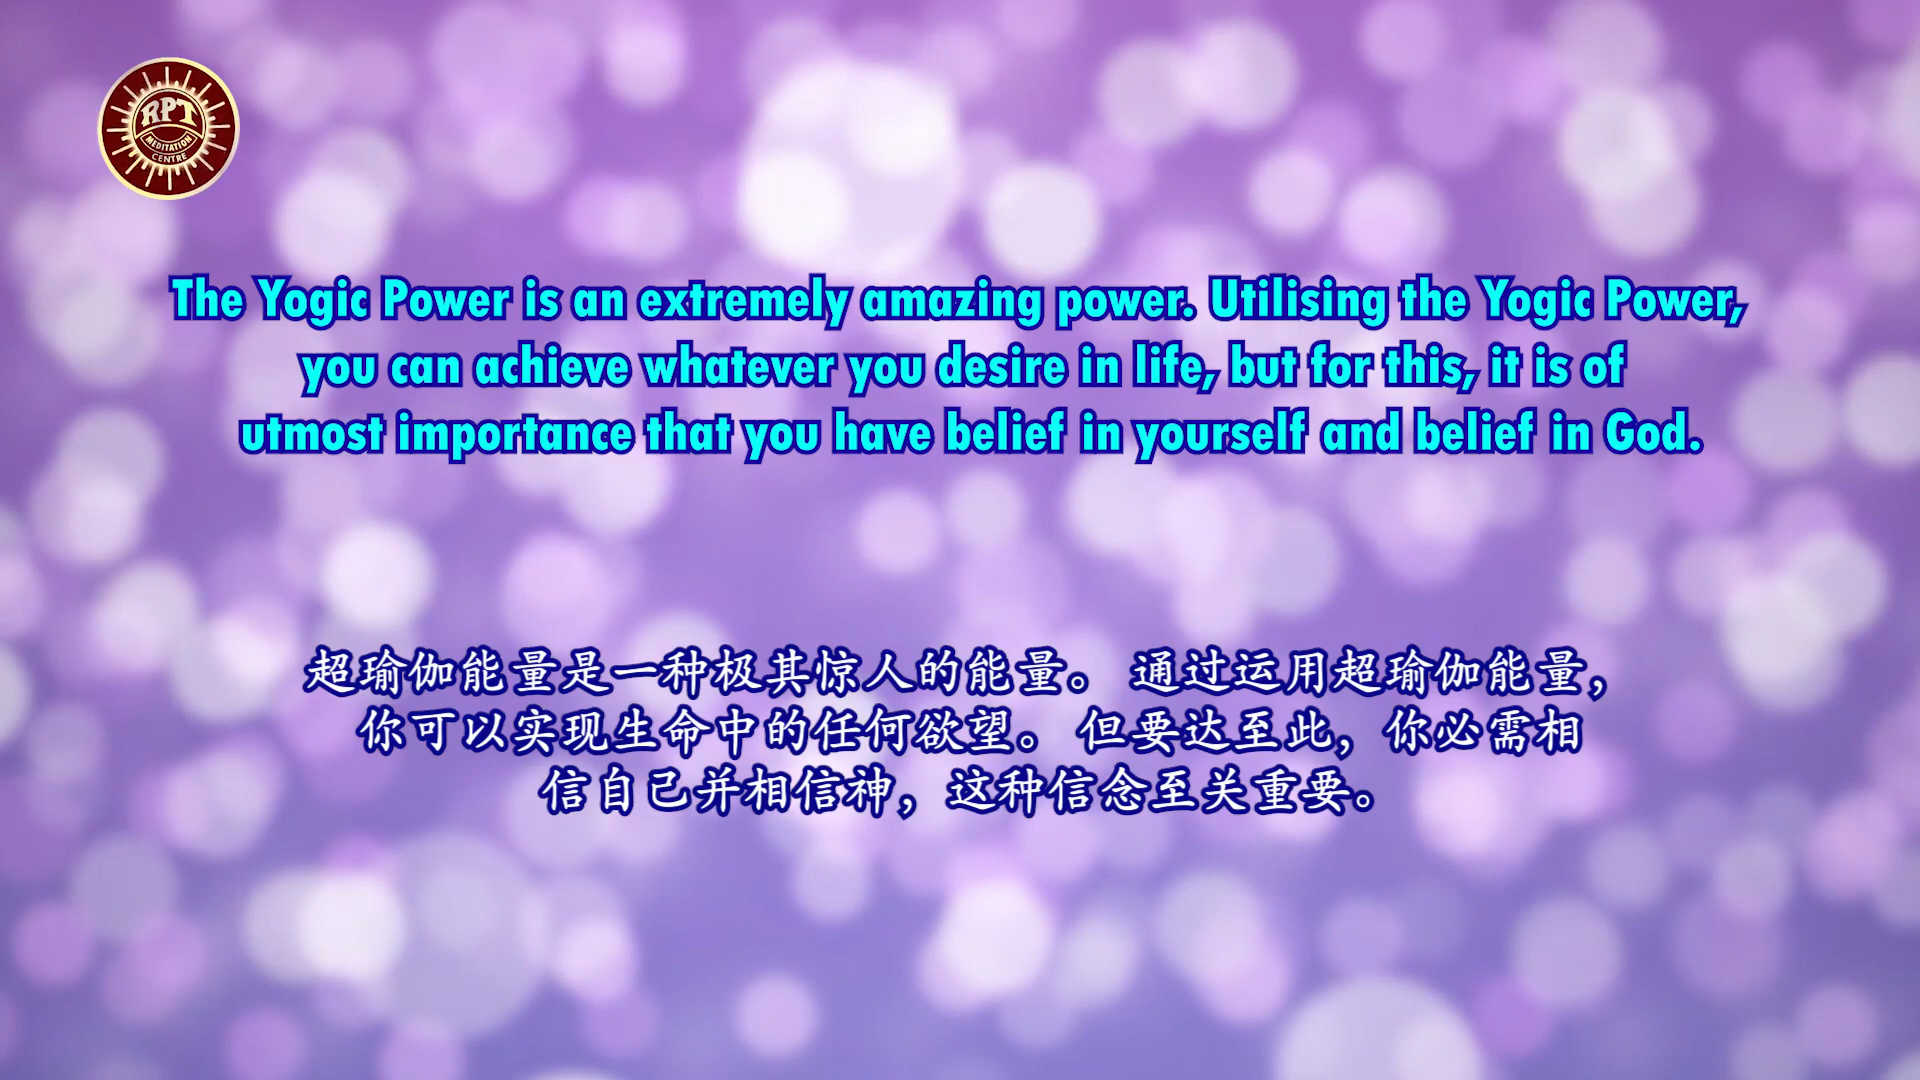 RPT
MEDITATION
CENTRE
The Yogic Power is an extremely amazing power. Utilising the Yogic Power,
you can achieve whatever you desire in life, but for this, it is of
utmost importance that you have belief in yourself and belief in God.
超瑜伽能量是一种极其惊人的能量。 通过运用超瑜伽能量，
你可以实现生命中的任何欲望。 但要达至此，你必需相
信自己并相信神，这种信念至关重要。